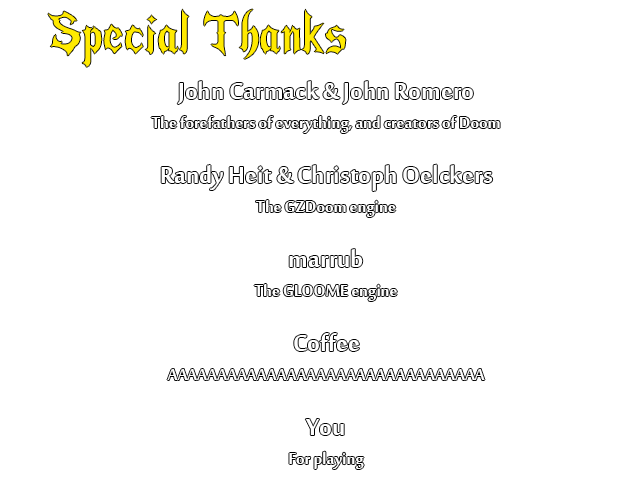 Special Thanks
John Carmack & John Romero
The forefathers of everything, and creators of Doom
Randy Heit & Christoph Oelckers
The GZDoom engine
marrub
The GLOOME engine
Coffee
AAAAAAAAAAAAAAAAAAAAAAAAAAAAAAAA
You
For playing